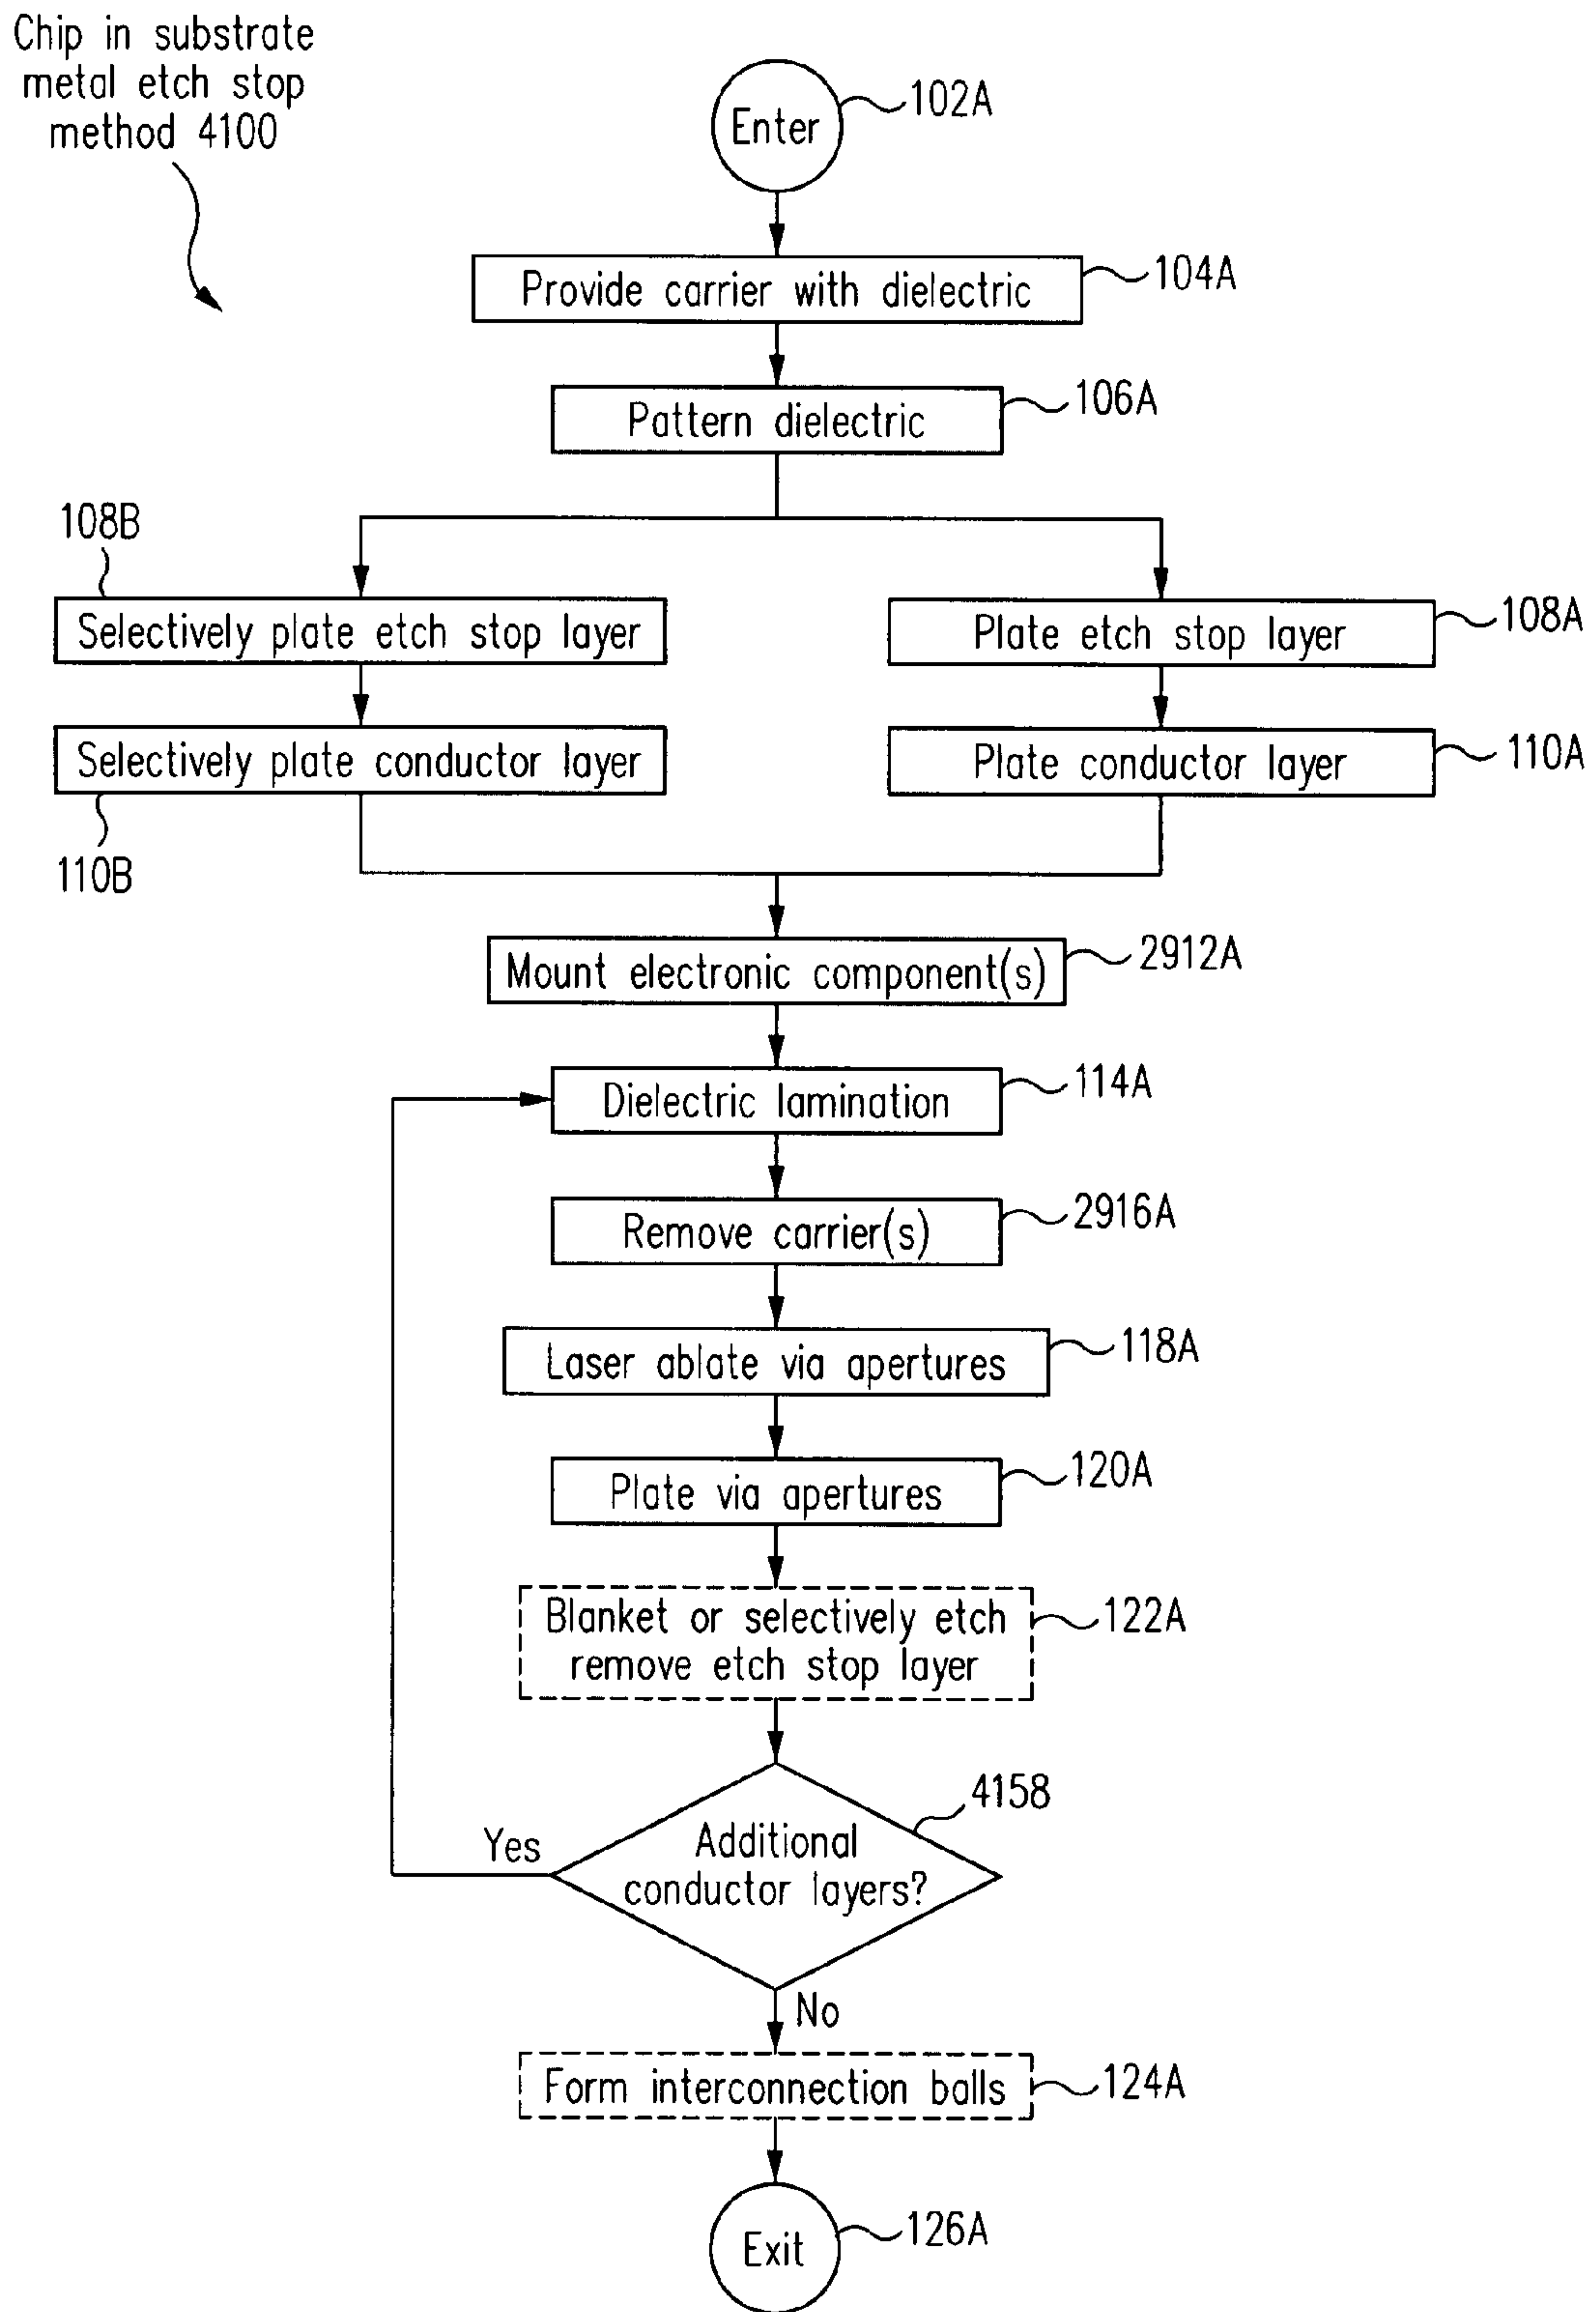 Chip in substrate
metal etch stop
method 4100
Enter
102A
Provide carrier with dielectric
104A
Pattern dielectric
106A
108B
Selectively plate etch stop layer
Plate etch stop layer
108A
Selectively plate conductor layer
Plate conductor layer
110A
110B
Mount electronic component(s)
2912A
Dielectric lamination
114A
Remove carrier(s)
2916A
Laser ablate via apertures
118A
Plate via apertures
120A
Blanket or selectively etch
remove etch stop layer
122A
Additional
conductor layers?
4158
Yes
No
Form interconnection balls
124A
Exit
126A